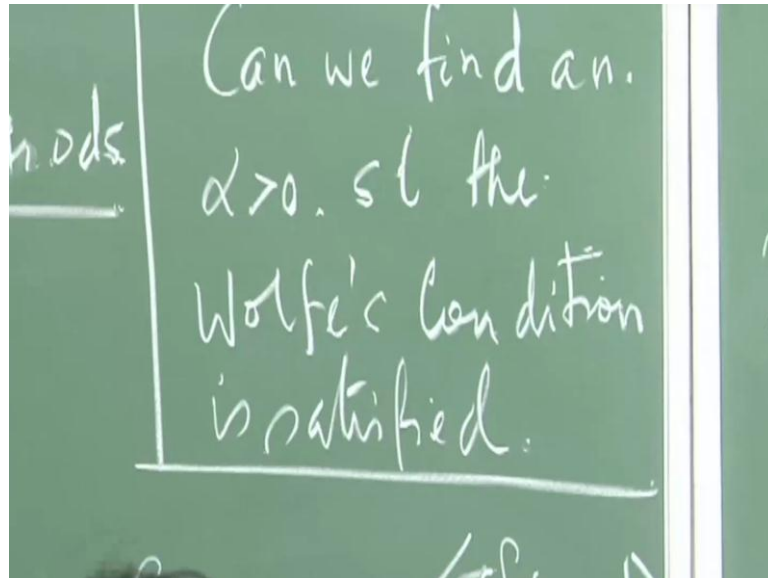 Can we find an.
α>0. st the.
Wolfe's Condition
is satisfied.